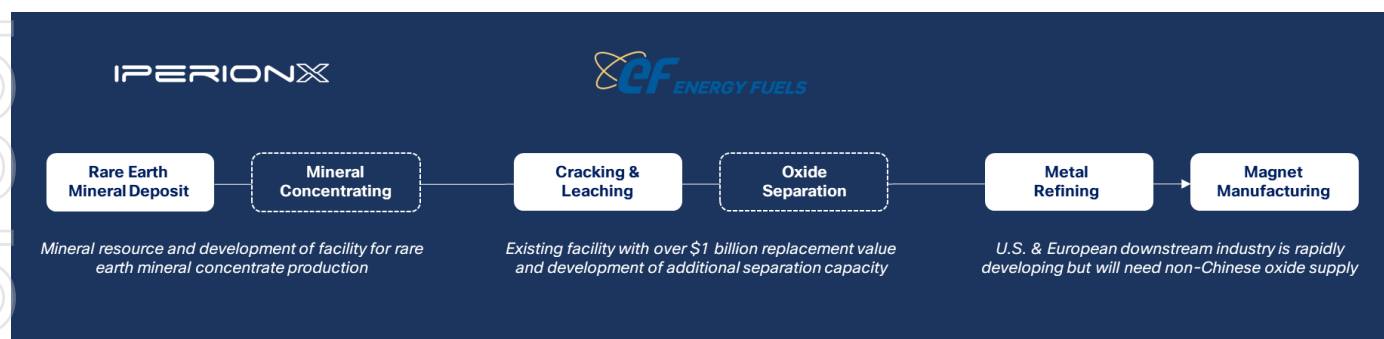 IPERIONX
ef ENERGY FUELS
Rare Earth
Mineral Deposit
Mineral
Concentrating
Cracking &
Leaching
Oxide
Separation
Metal
Refining
Magnet
Manufacturing
Mineral resource and development of facility for rare
earth mineral concentrate production
Existing facility with over $1 billion replacement value
and development of additional separation capacity
U.S. & European downstream industry is rapidly
developing but will need non-Chinese oxide supply